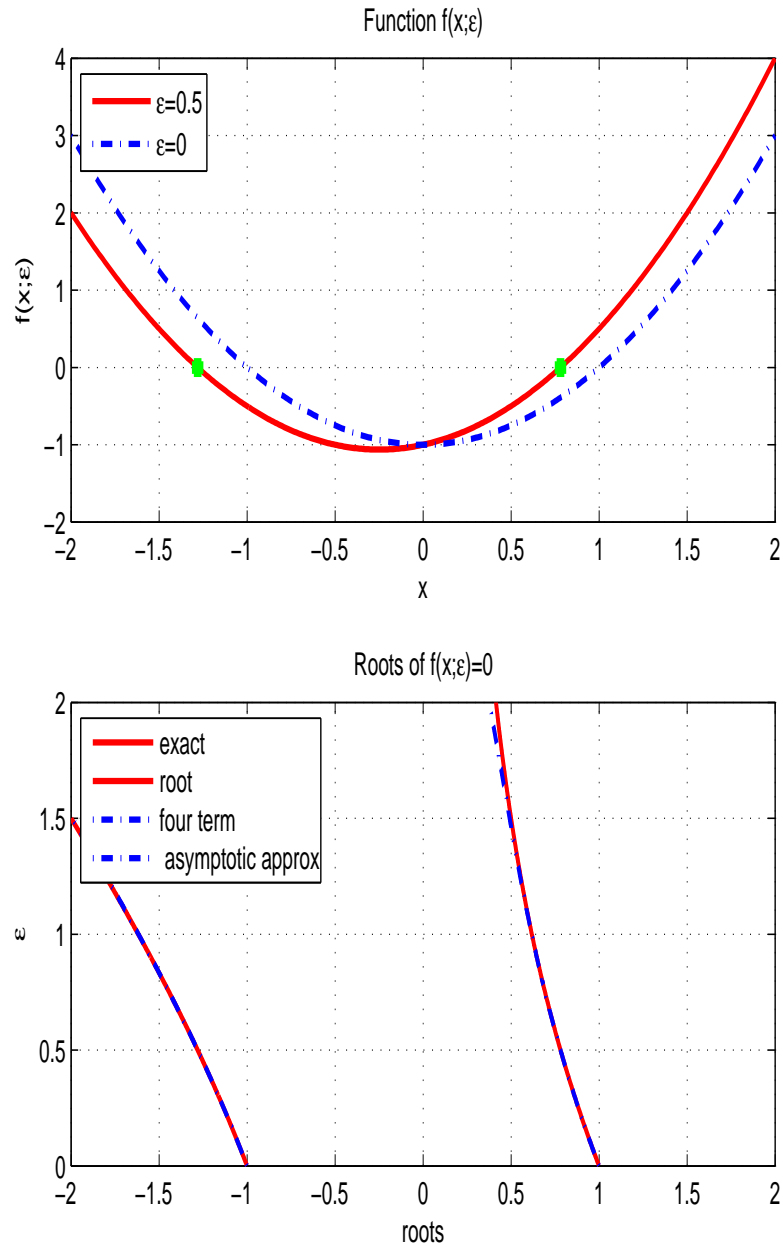 Function f(x;ε)
4
3
2
1
0
−1
−2
ε=0.5
ε=0
f(x;ε)
−2 −1.5 −1 −0.5 0 0.5 1 1.5 2
x
Roots of f(x;ε)=0
2
1.5
1
0.5
0
exact
root
four term
asymptotic approx
ε
−2 −1.5 −1 −0.5 0 0.5 1 1.5 2
roots